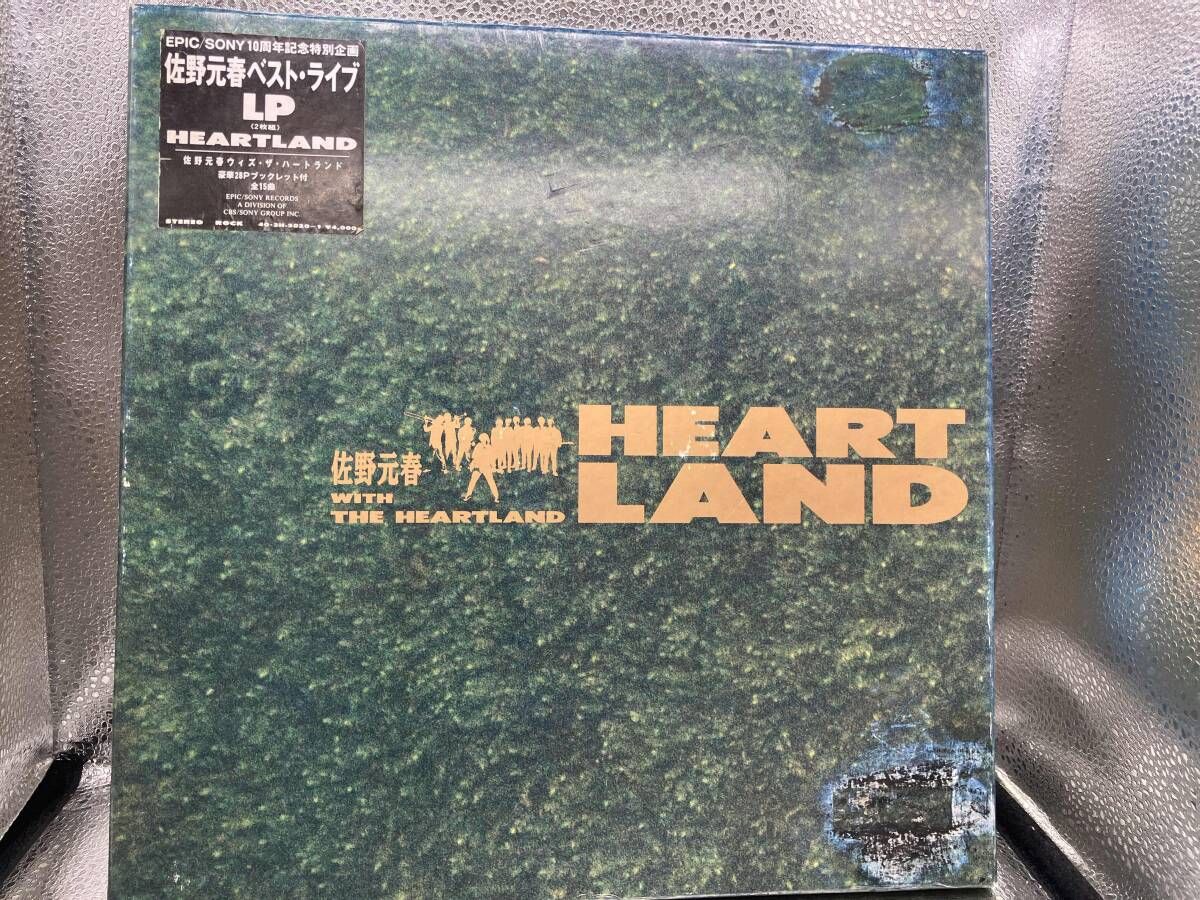 EPIC/SONY10周年記念特別企画
佐野元春ベスト・ライブ
LP
(2枚組)
HEARTLAND
佐野元春ウィズ・ザ・ハートランド
豪華28Pブックレット付
全15曲
EPIC/SONY RECORDS
A DIVISION OF
CBS/SONY GROUP INC.
STEREO ROCK ¥4,000
佐野元春
WITH
THE HEARTLAND
HEART
LAND